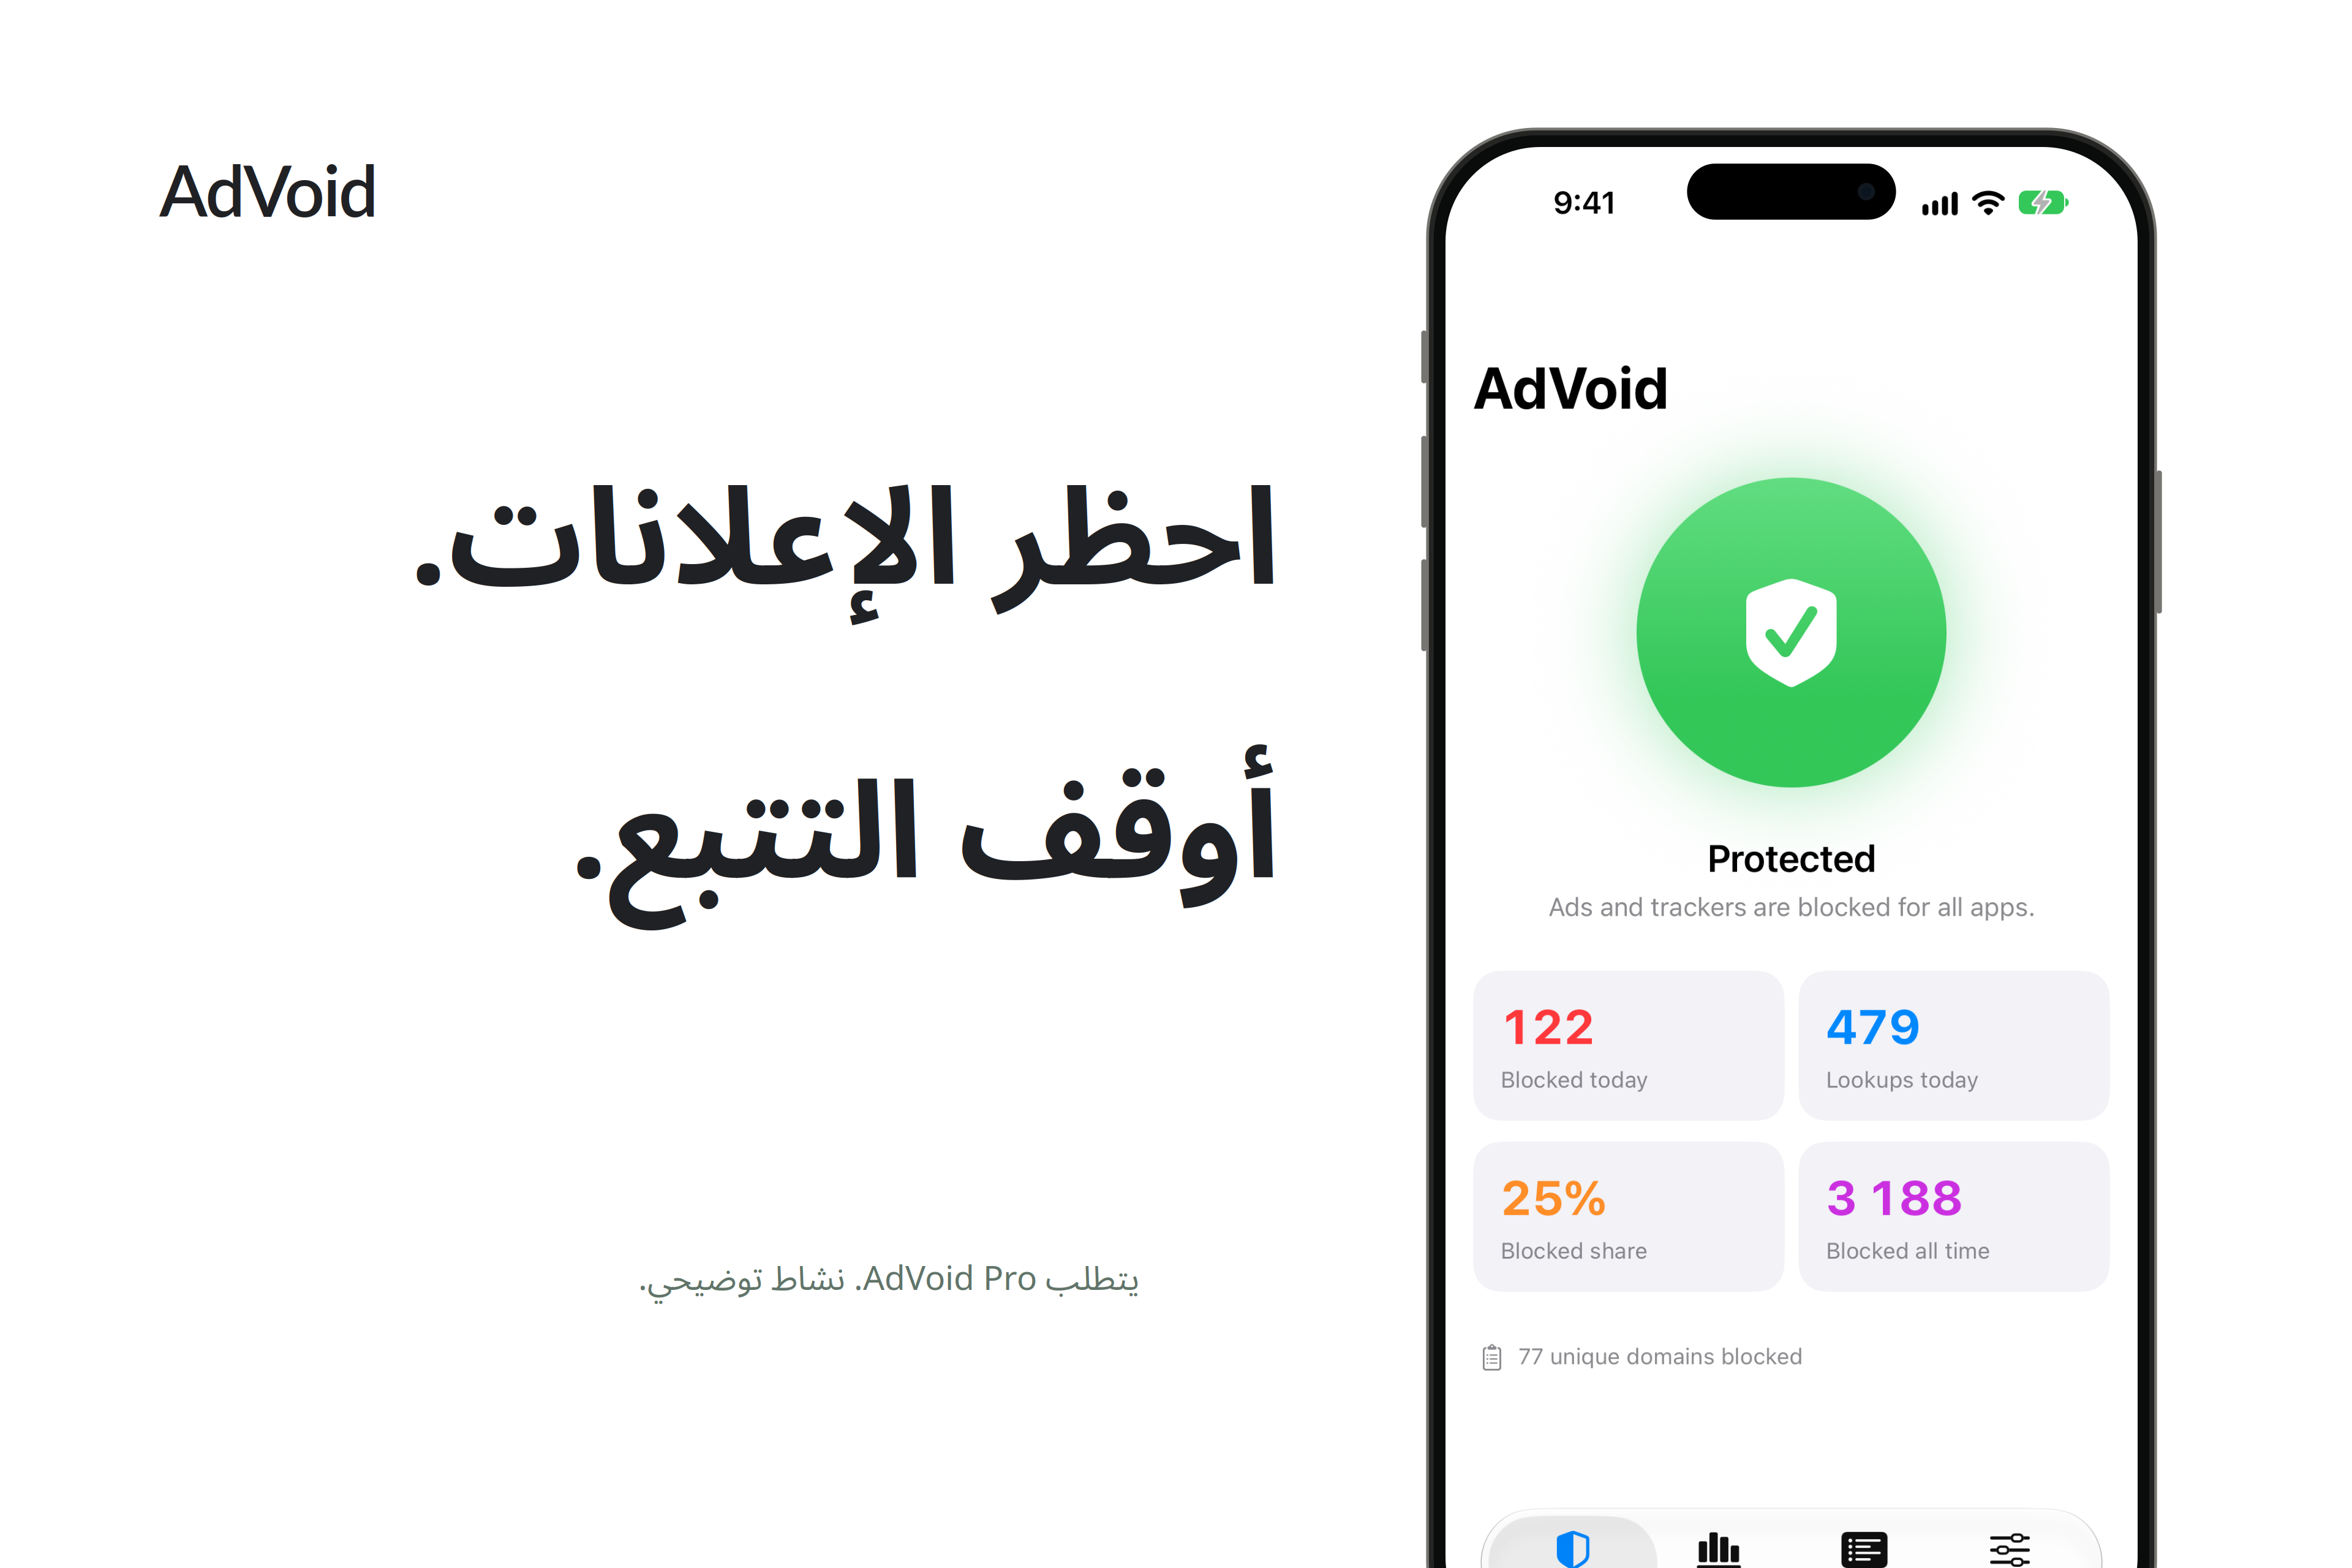 AdVoid
احظر الإعلانات.
أوقف التتبع.
يتطلب AdVoid Pro. نشاط توضيحي.
9:41
AdVoid
Protected
Ads and trackers are blocked for all apps.
122
Blocked today
479
Lookups today
25%
Blocked share
3 188
Blocked all time
77 unique domains blocked